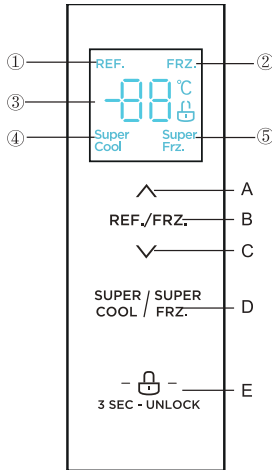 ① REF. FRZ. ②
③ -88 °C
④ Super Cool Super Frz. ⑤
A
REF./FRZ. B
C
SUPER COOL / SUPER FRZ. D
E
3 SEC - UNLOCK